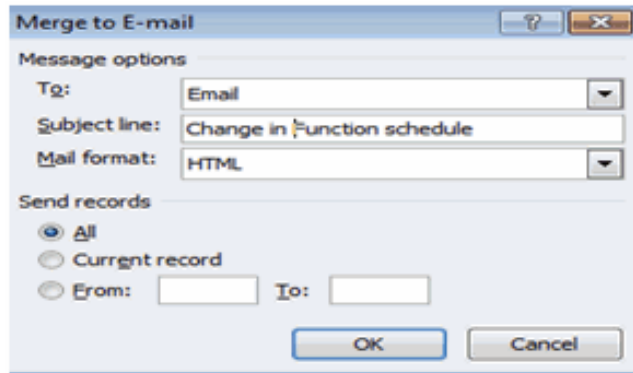 Merge to E-mail
Message options
To:
Email
Subject line:
Change in Function schedule
Mail format:
HTML
Send records
All
Current record
From:
To:
OK
Cancel